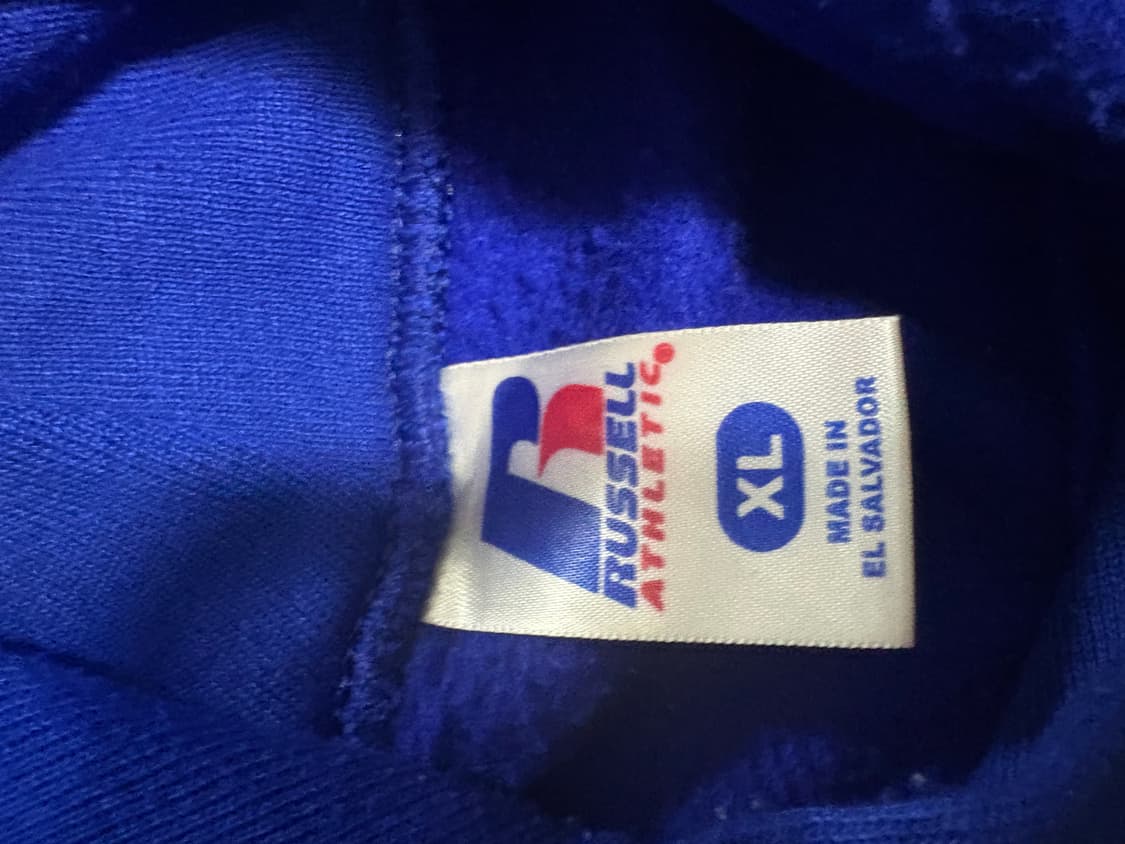 RUSSELL
ATHLETIC
XL
MADE IN
EL SALVADOR